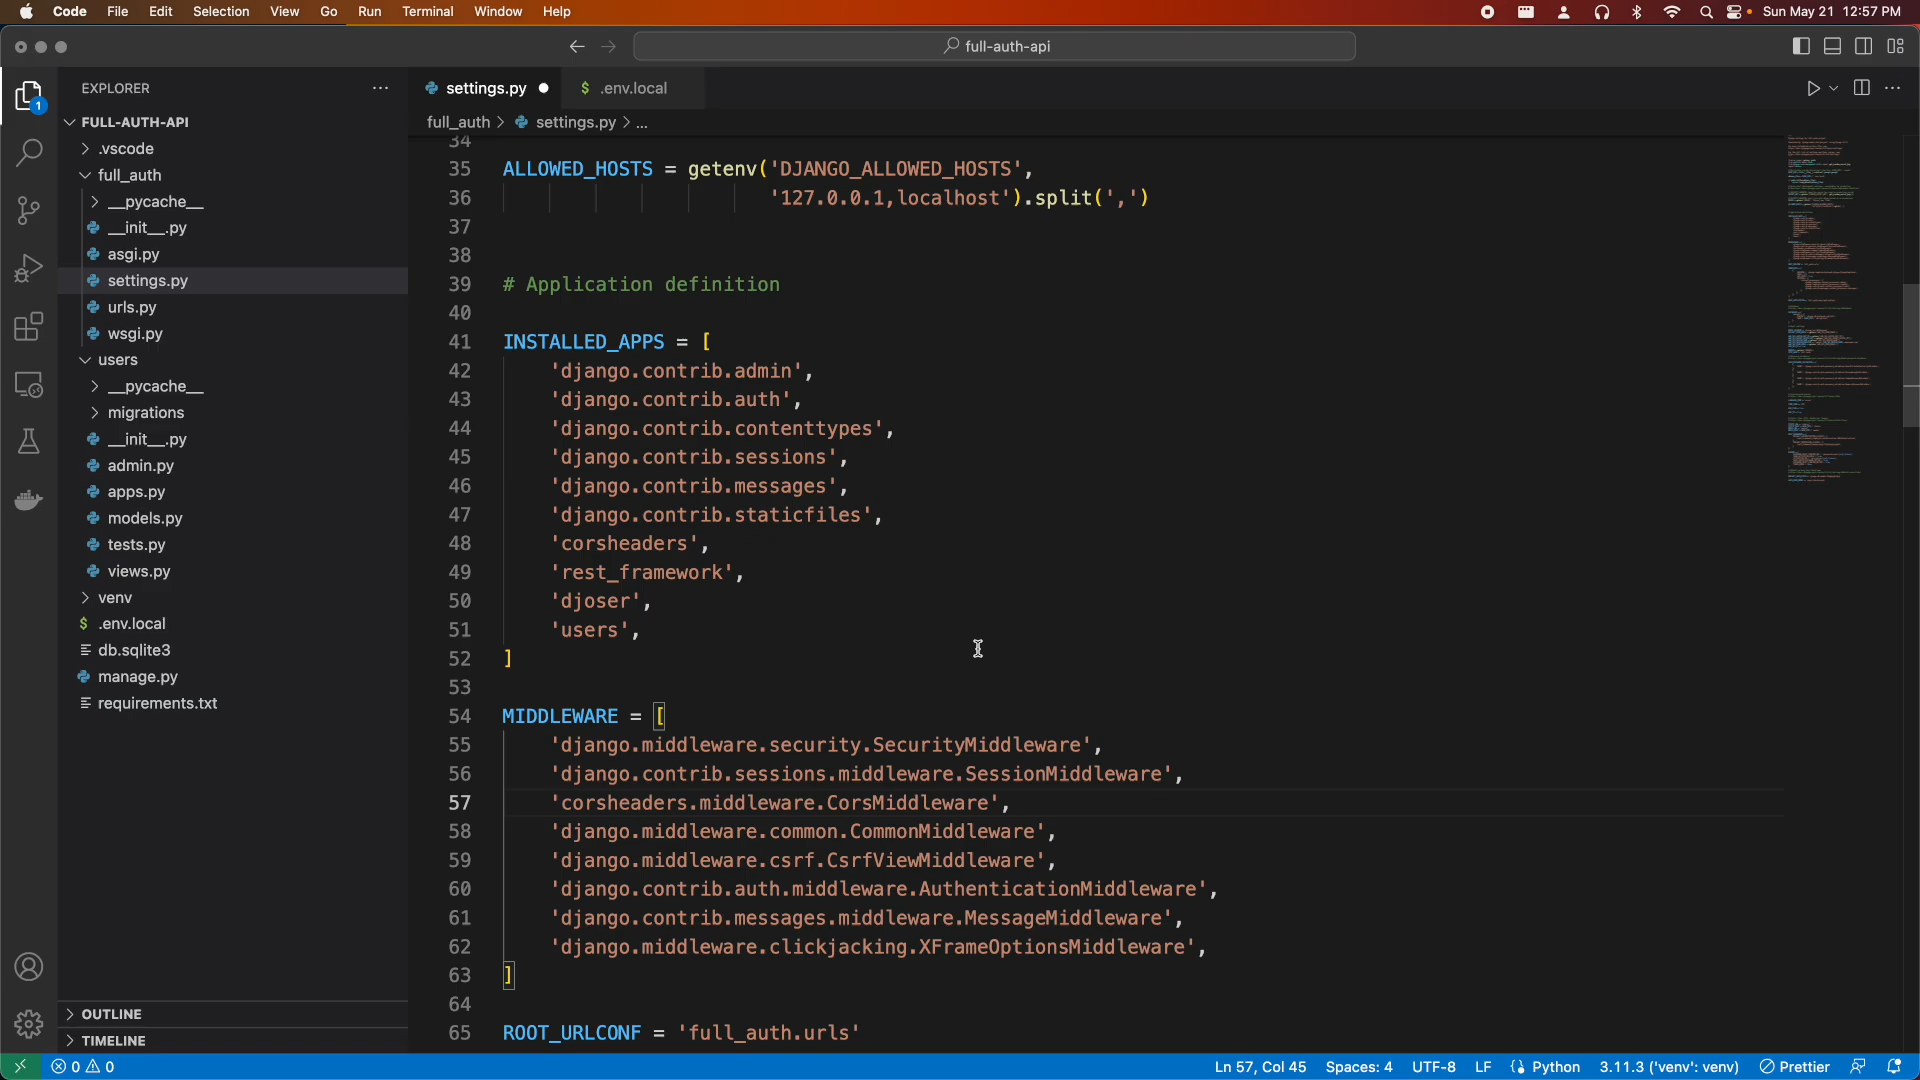 Code File Edit Selection View Go Run Terminal Window Help Sun May 21 12:57 PM
full-auth-api
EXPLORER
settings.py
.env.local
FULL-AUTH-API
.vscode
full_auth
__pycache__
__init__.py
asgi.py
settings.py
urls.py
wsgi.py
users
__pycache__
migrations
__init__.py
admin.py
apps.py
models.py
tests.py
views.py
venv
.env.local
db.sqlite3
manage.py
requirements.txt
OUTLINE
TIMELINE
1
full_auth > settings.py > ...
34
35 ALLOWED_HOSTS = getenv('DJANGO_ALLOWED_HOSTS',
36 '127.0.0.1,localhost').split(',')
37
38
39 # Application definition
40
41 INSTALLED_APPS = [
42 'django.contrib.admin',
43 'django.contrib.auth',
44 'django.contrib.contenttypes',
45 'django.contrib.sessions',
46 'django.contrib.messages',
47 'django.contrib.staticfiles',
48 'corsheaders',
49 'rest_framework',
50 'djoser',
51 'users',
52 ]
53
54 MIDDLEWARE = [
55 'django.middleware.security.SecurityMiddleware',
56 'django.contrib.sessions.middleware.SessionMiddleware',
57 'corsheaders.middleware.CorsMiddleware',
58 'django.middleware.common.CommonMiddleware',
59 'django.middleware.csrf.CsrfViewMiddleware',
60 'django.contrib.auth.middleware.AuthenticationMiddleware',
61 'django.contrib.messages.middleware.MessageMiddleware',
62 'django.middleware.clickjacking.XFrameOptionsMiddleware',
63 ]
64
65 ROOT_URLCONF = 'full_auth.urls'
0 0 Ln 57, Col 45 Spaces: 4 UTF-8 LF Python 3.11.3 ('venv': venv) Prettier